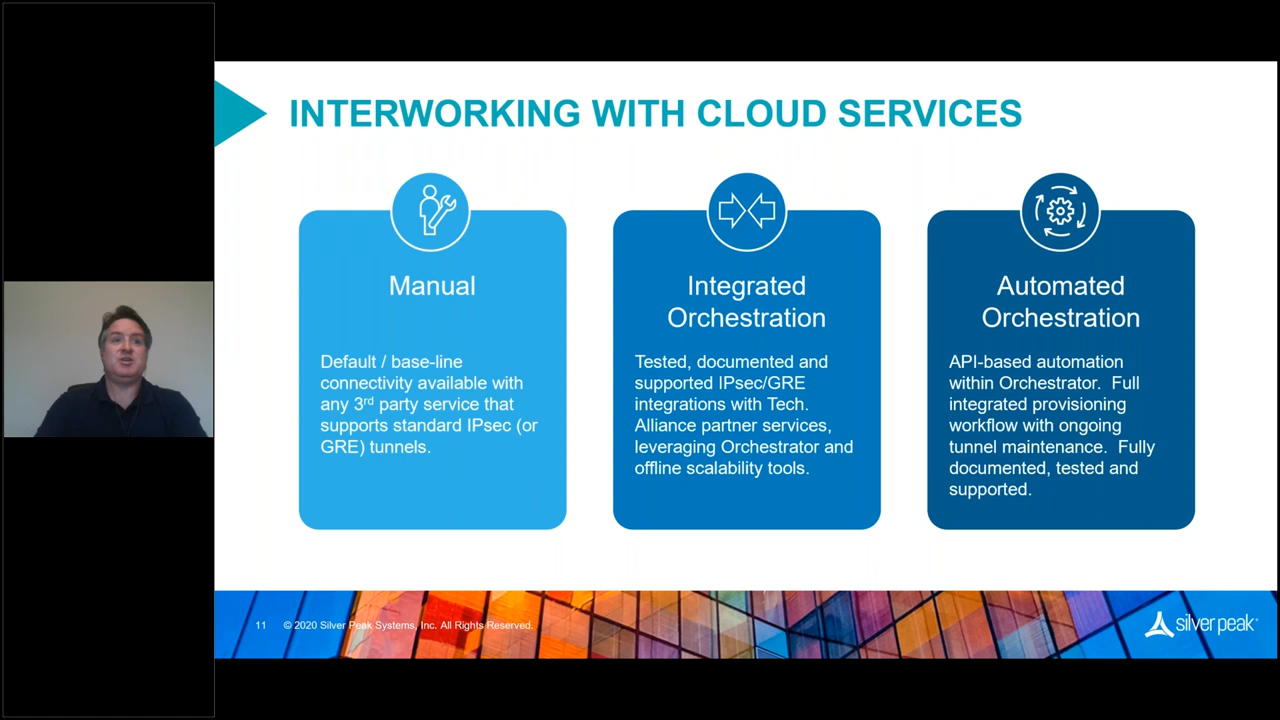 INTERWORKING WITH CLOUD SERVICES
Manual
Default / base-line
connectivity available with
any 3rd party service that
supports standard IPsec (or
GRE) tunnels.
Integrated
Orchestration
Tested, documented and
supported IPsec/GRE
integrations with Tech.
Alliance partner services,
leveraging Orchestrator and
offline scalability tools.
Automated
Orchestration
API-based automation
within Orchestrator.  Full
integrated provisioning
workflow with ongoing
tunnel maintenance.  Fully
documented, tested and
supported.
11 © 2020 Silver Peak Systems, Inc. All Rights Reserved.
silver peak